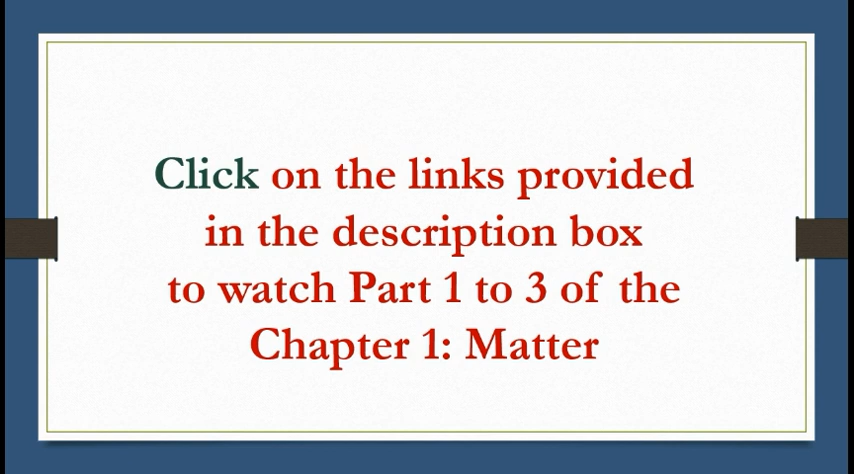 Click on the links provided
in the description box
to watch Part 1 to 3 of the
Chapter 1: Matter